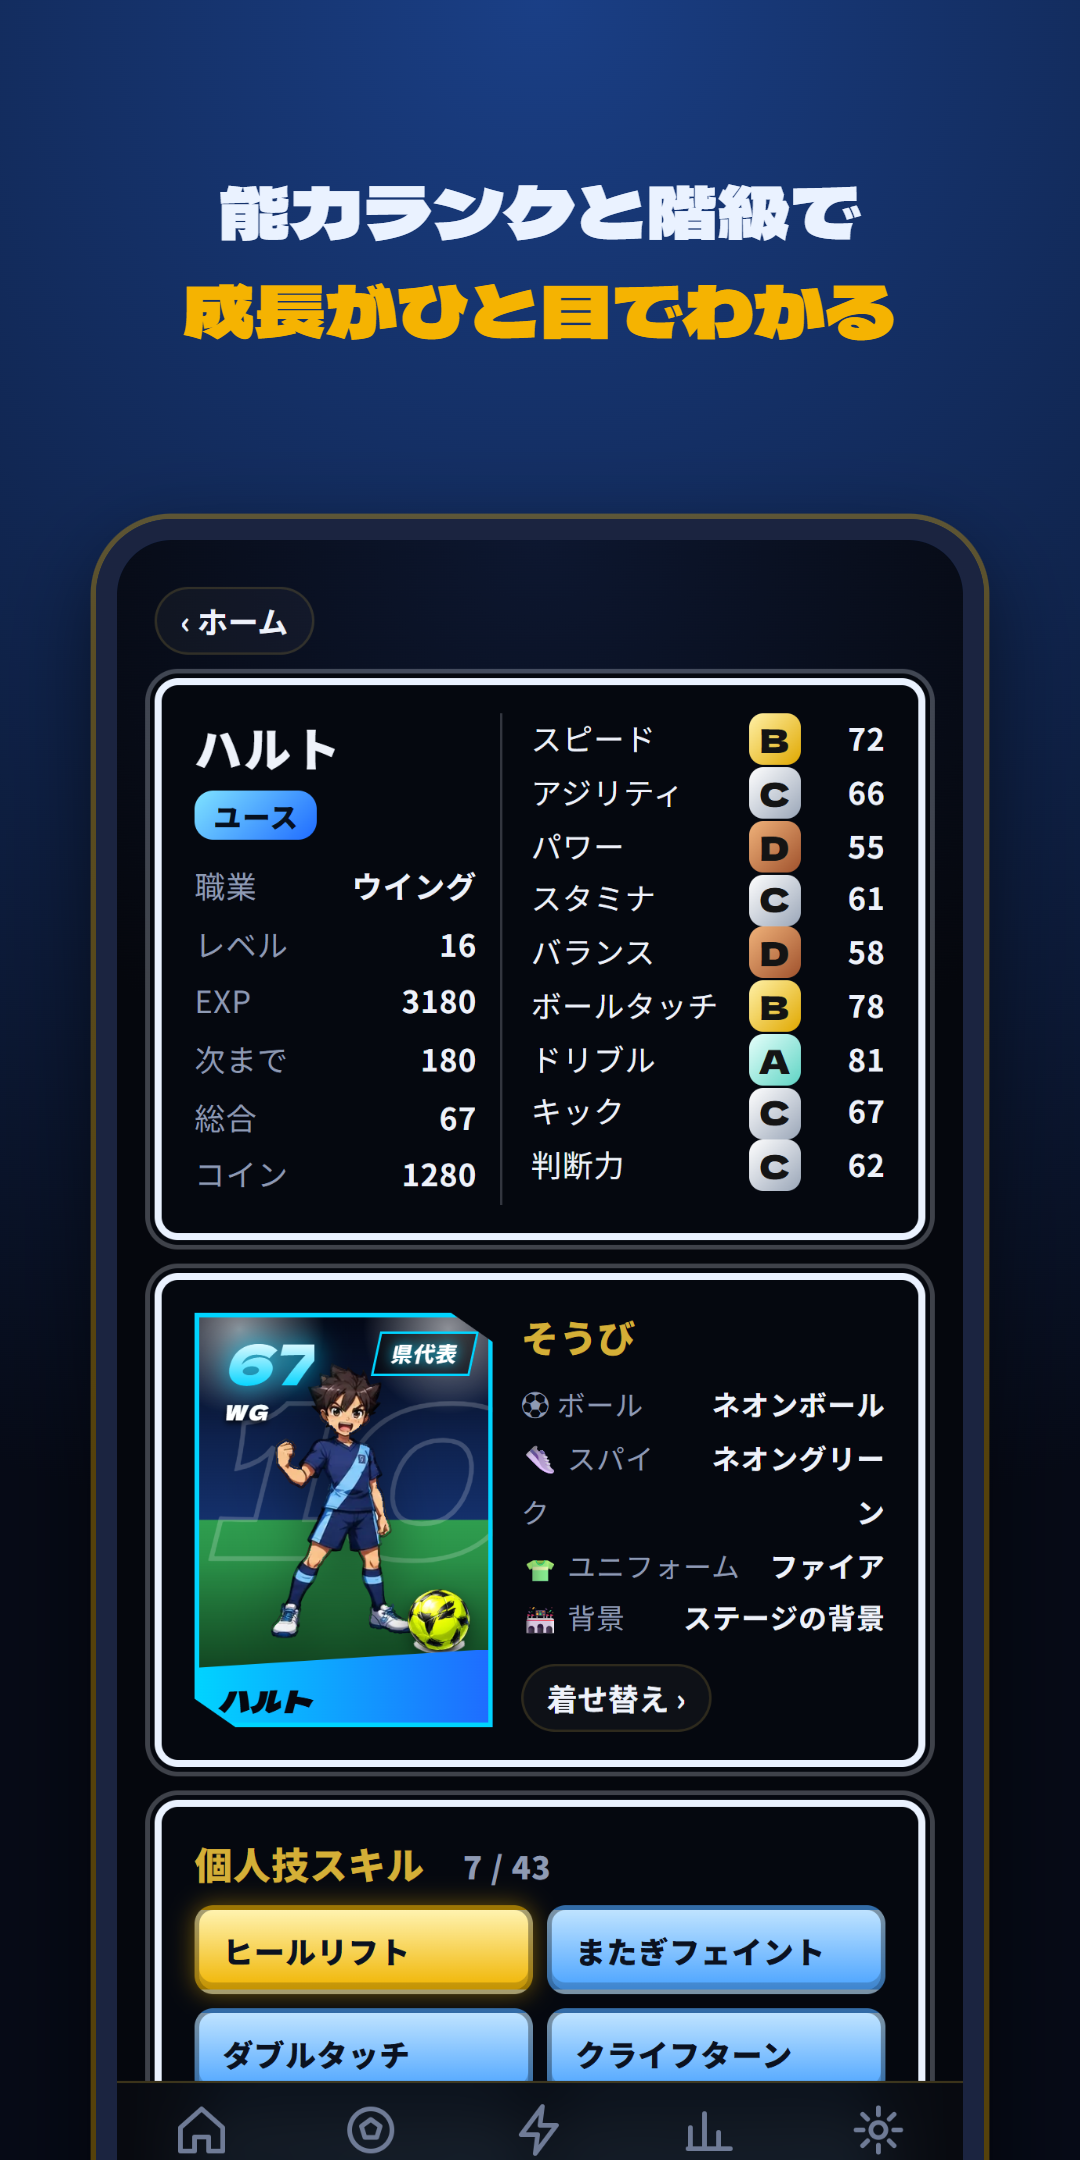 能力ランクと階級で
成長がひと目でわかる
‹ ホーム
ハルト
ユース
職業 ウイング
レベル 16
EXP 3180
次まで 180
総合 67
コイン 1280
スピード B 72
アジリティ C 66
パワー D 55
スタミナ C 61
バランス D 58
ボールタッチ B 78
ドリブル A 81
キック C 67
判断力 C 62
67
県代表
WG
10
ハルト
そうび
ボール ネオンボール
スパイ ネオングリー
ク ン
ユニフォーム ファイア
背景 ステージの背景
着せ替え ›
個人技スキル 7 / 43
ヒールリフト
またぎフェイント
ダブルタッチ
クライフターン